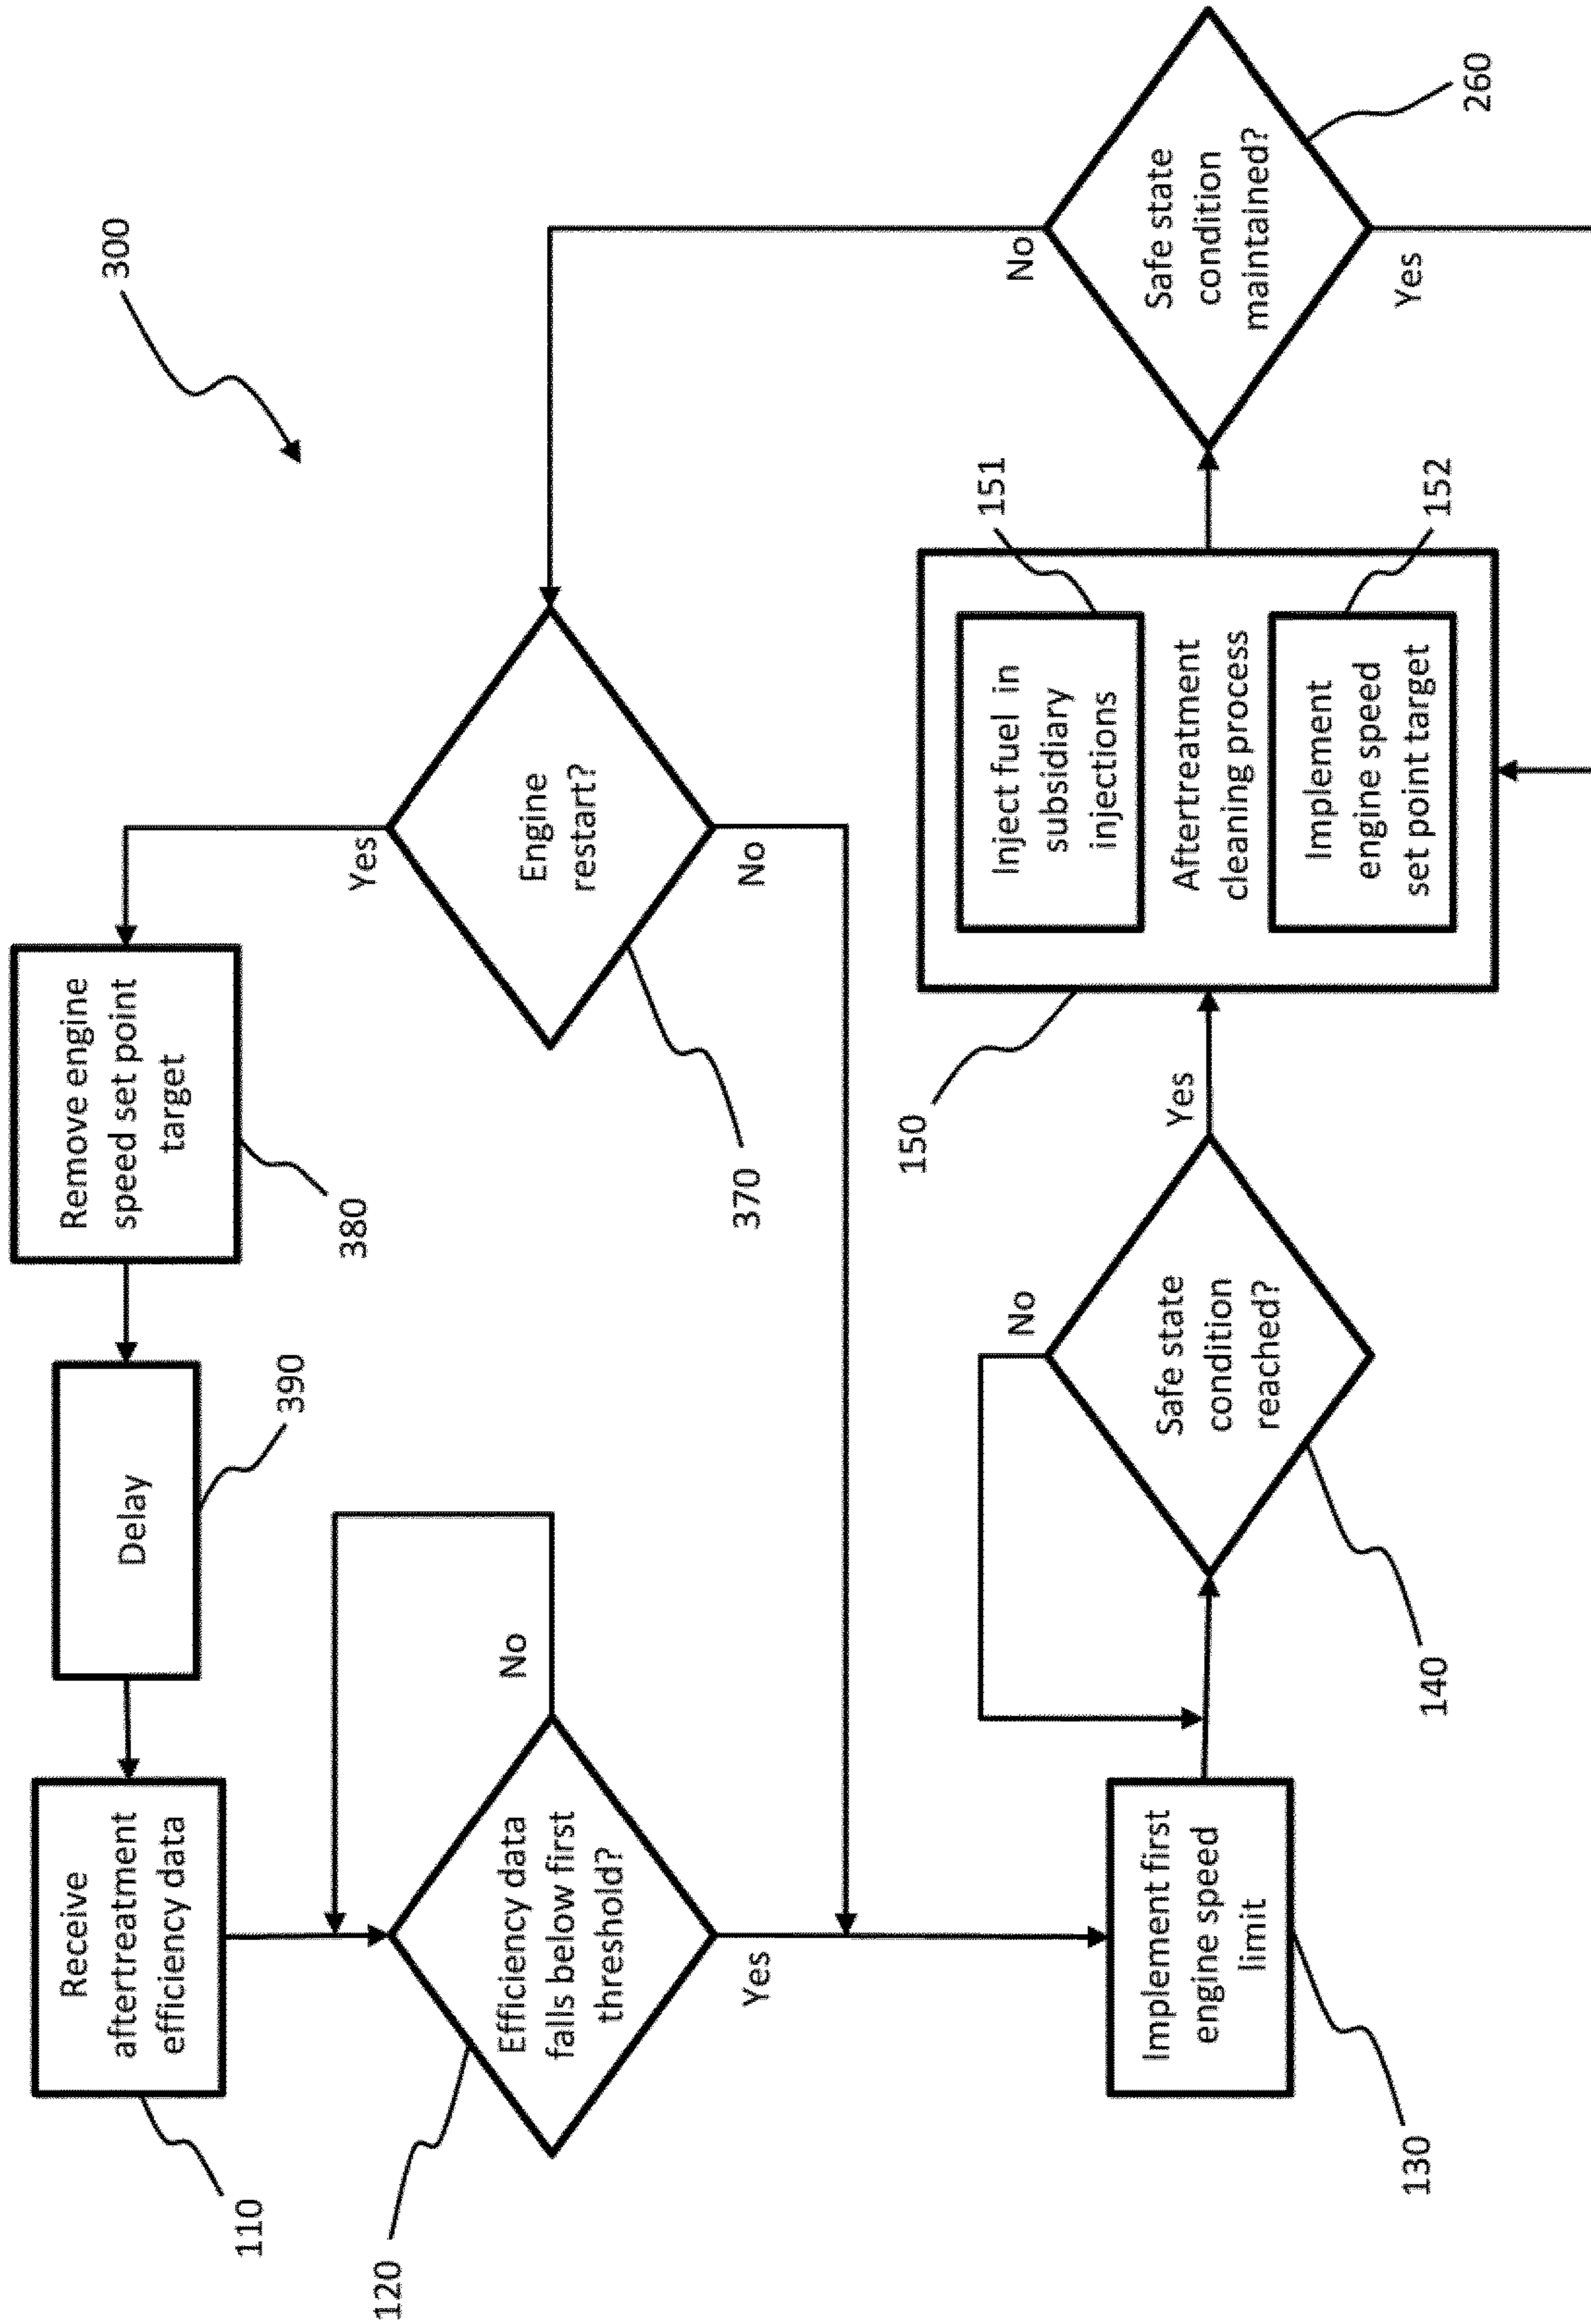 300
Receive
aftertreatment
efficiency data
110
Delay
390
Remove engine
speed set point
target
380
Efficiency data
falls below first
threshold?
120
No
Yes
Engine
restart?
370
Yes
No
Implement first
engine speed
limit
130
Safe state
condition
reached?
140
No
Yes
150
Inject fuel in
subsidiary
injections
151
Aftertreatment
cleaning process
Implement
engine speed
set point target
152
Safe state
condition
maintained?
260
No
Yes